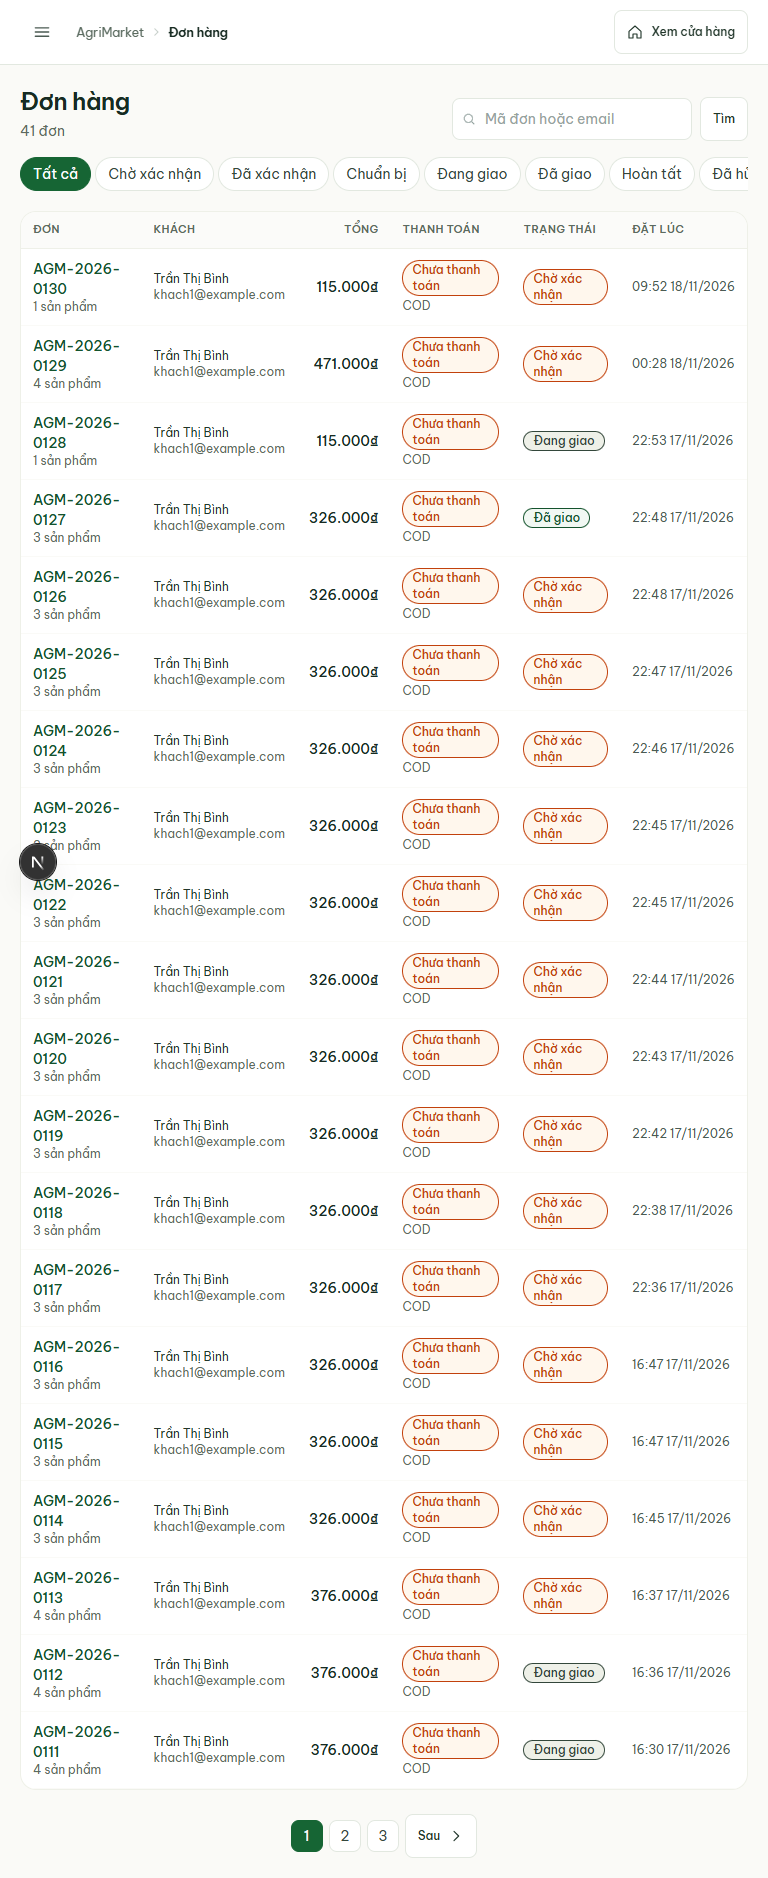 AgriMarket > Đơn hàng
Xem cửa hàng
Đơn hàng
41 đơn
Mã đơn hoặc email
Tìm
Tất cả Chờ xác nhận Đã xác nhận Chuẩn bị Đang giao Đã giao Hoàn tất Đã hủ
ĐƠN KHÁCH TỔNG THANH TOÁN TRẠNG THÁI ĐẶT LÚC
AGM-2026-0130
1 sản phẩm
Trần Thị Bình
khach1@example.com
115.000₫
Chưa thanh toán
COD
Chờ xác nhận
09:52 18/11/2026
AGM-2026-0129
4 sản phẩm
Trần Thị Bình
khach1@example.com
471.000₫
Chưa thanh toán
COD
Chờ xác nhận
00:28 18/11/2026
AGM-2026-0128
1 sản phẩm
Trần Thị Bình
khach1@example.com
115.000₫
Chưa thanh toán
COD
Đang giao
22:53 17/11/2026
AGM-2026-0127
3 sản phẩm
Trần Thị Bình
khach1@example.com
326.000₫
Chưa thanh toán
COD
Đã giao
22:48 17/11/2026
AGM-2026-0126
3 sản phẩm
Trần Thị Bình
khach1@example.com
326.000₫
Chưa thanh toán
COD
Chờ xác nhận
22:48 17/11/2026
AGM-2026-0125
3 sản phẩm
Trần Thị Bình
khach1@example.com
326.000₫
Chưa thanh toán
COD
Chờ xác nhận
22:47 17/11/2026
AGM-2026-0124
3 sản phẩm
Trần Thị Bình
khach1@example.com
326.000₫
Chưa thanh toán
COD
Chờ xác nhận
22:46 17/11/2026
AGM-2026-0123
sản phẩm
Trần Thị Bình
khach1@example.com
326.000₫
Chưa thanh toán
COD
Chờ xác nhận
22:45 17/11/2026
AGM-2026-0122
3 sản phẩm
Trần Thị Bình
khach1@example.com
326.000₫
Chưa thanh toán
COD
Chờ xác nhận
22:45 17/11/2026
AGM-2026-0121
3 sản phẩm
Trần Thị Bình
khach1@example.com
326.000₫
Chưa thanh toán
COD
Chờ xác nhận
22:44 17/11/2026
AGM-2026-0120
3 sản phẩm
Trần Thị Bình
khach1@example.com
326.000₫
Chưa thanh toán
COD
Chờ xác nhận
22:43 17/11/2026
AGM-2026-0119
3 sản phẩm
Trần Thị Bình
khach1@example.com
326.000₫
Chưa thanh toán
COD
Chờ xác nhận
22:42 17/11/2026
AGM-2026-0118
3 sản phẩm
Trần Thị Bình
khach1@example.com
326.000₫
Chưa thanh toán
COD
Chờ xác nhận
22:38 17/11/2026
AGM-2026-0117
3 sản phẩm
Trần Thị Bình
khach1@example.com
326.000₫
Chưa thanh toán
COD
Chờ xác nhận
22:36 17/11/2026
AGM-2026-0116
3 sản phẩm
Trần Thị Bình
khach1@example.com
326.000₫
Chưa thanh toán
COD
Chờ xác nhận
16:47 17/11/2026
AGM-2026-0115
3 sản phẩm
Trần Thị Bình
khach1@example.com
326.000₫
Chưa thanh toán
COD
Chờ xác nhận
16:47 17/11/2026
AGM-2026-0114
3 sản phẩm
Trần Thị Bình
khach1@example.com
326.000₫
Chưa thanh toán
COD
Chờ xác nhận
16:45 17/11/2026
AGM-2026-0113
4 sản phẩm
Trần Thị Bình
khach1@example.com
376.000₫
Chưa thanh toán
COD
Chờ xác nhận
16:37 17/11/2026
AGM-2026-0112
4 sản phẩm
Trần Thị Bình
khach1@example.com
376.000₫
Chưa thanh toán
COD
Đang giao
16:36 17/11/2026
AGM-2026-0111
4 sản phẩm
Trần Thị Bình
khach1@example.com
376.000₫
Chưa thanh toán
COD
Đang giao
16:30 17/11/2026
1 2 3 Sau